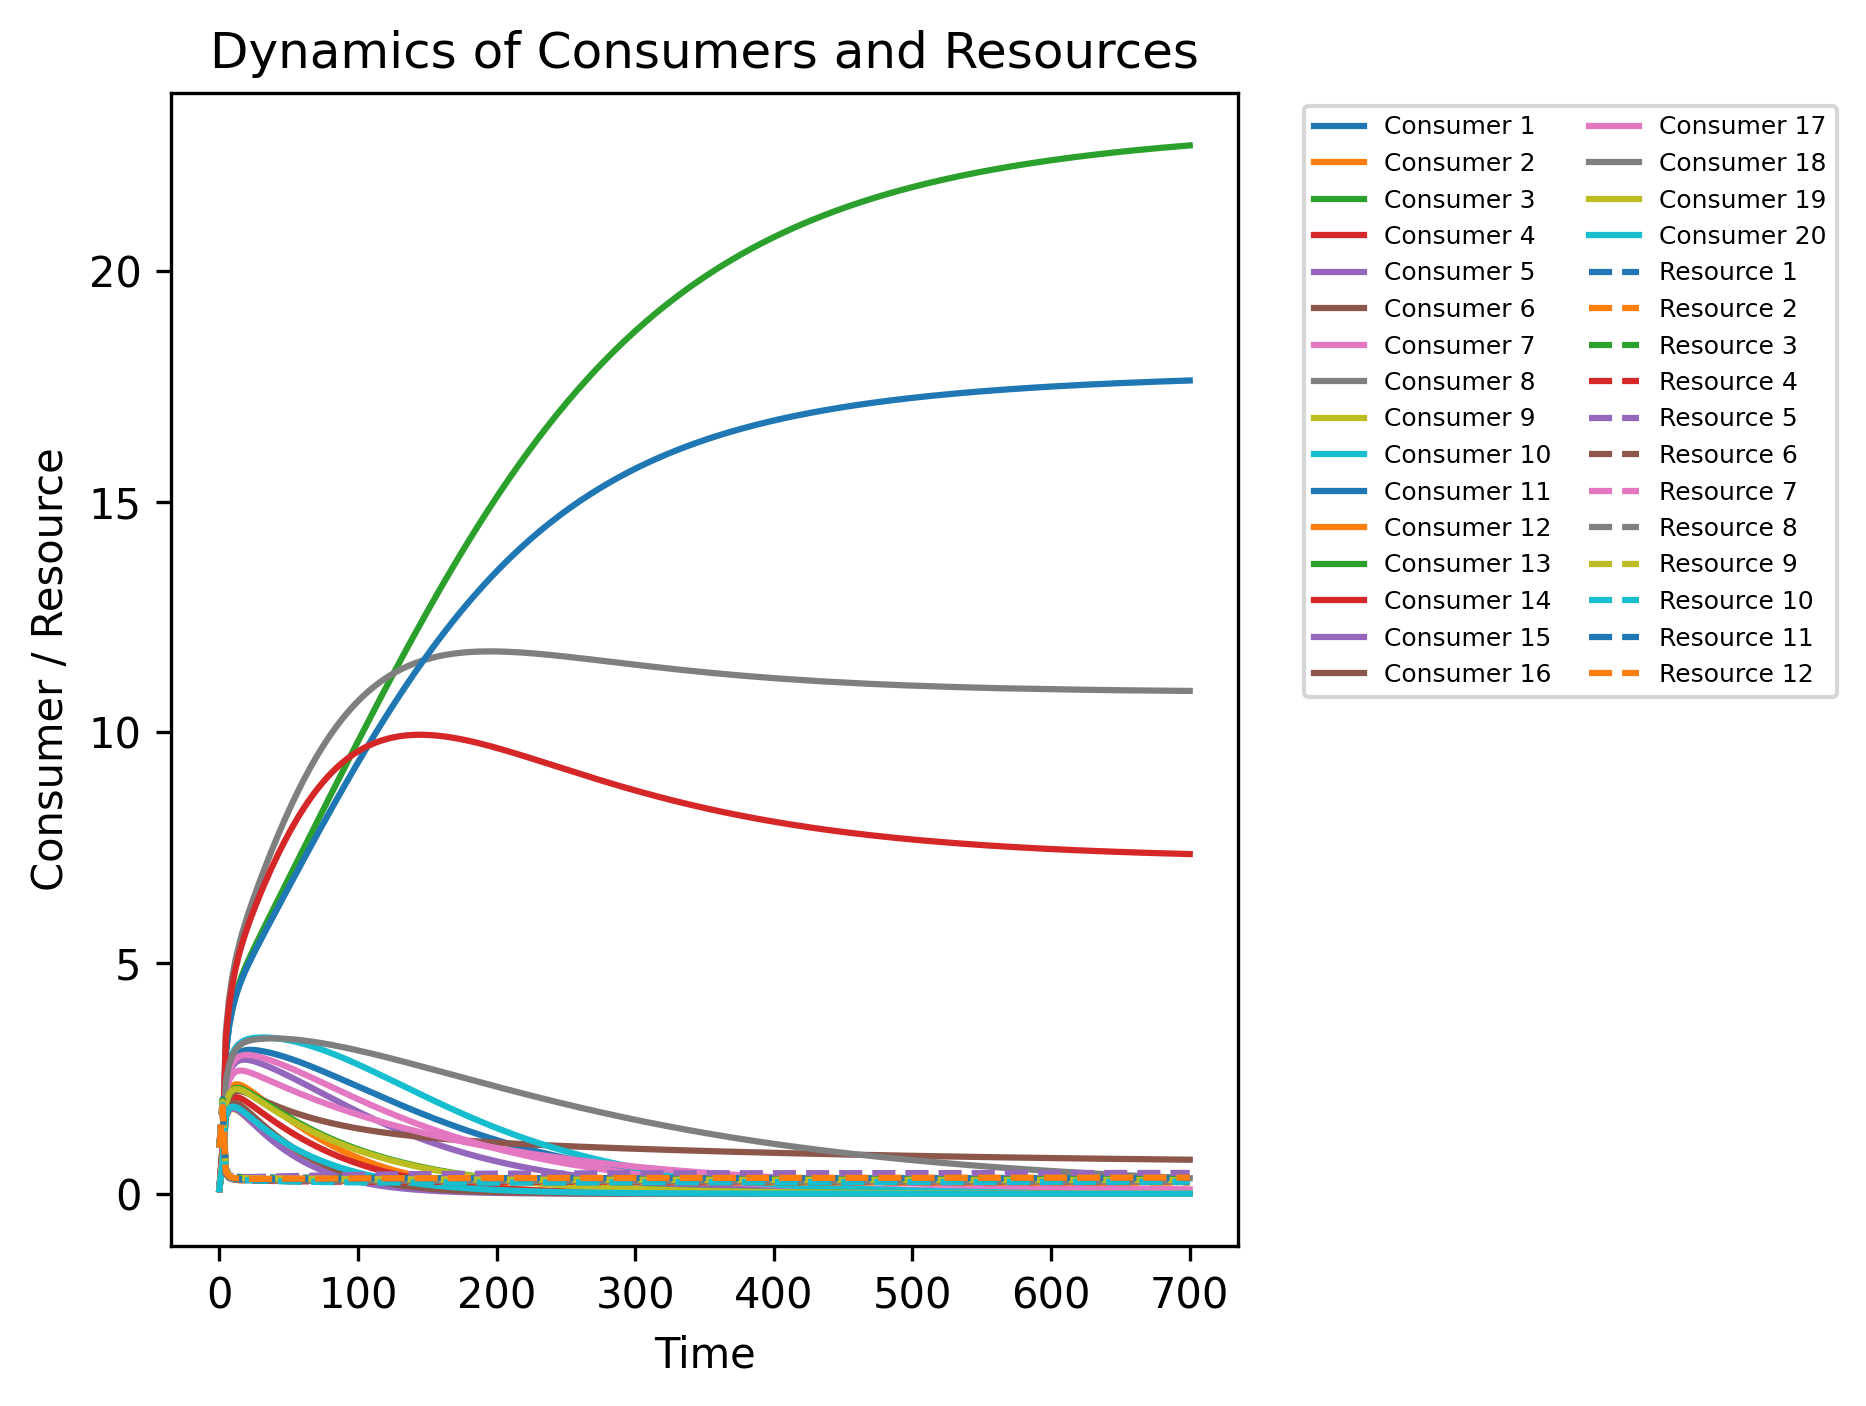 Dynamics of Consumers and Resources
Consumer / Resource
20
15
10
5
0
0 100 200 300 400 500 600 700
Time
Consumer 1
Consumer 2
Consumer 3
Consumer 4
Consumer 5
Consumer 6
Consumer 7
Consumer 8
Consumer 9
Consumer 10
Consumer 11
Consumer 12
Consumer 13
Consumer 14
Consumer 15
Consumer 16
Consumer 17
Consumer 18
Consumer 19
Consumer 20
Resource 1
Resource 2
Resource 3
Resource 4
Resource 5
Resource 6
Resource 7
Resource 8
Resource 9
Resource 10
Resource 11
Resource 12